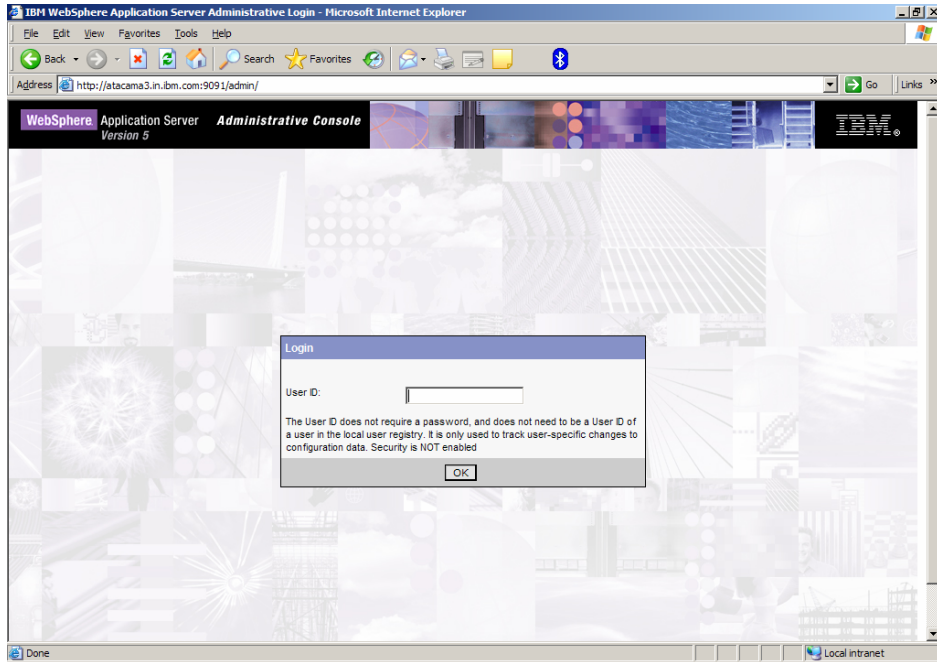 IBM WebSphere Application Server Administrative Login - Microsoft Internet Explorer
File Edit View Favorites Tools Help
Back Search Favorites
Address http://atacama3.in.ibm.com:9091/admin/ Go Links »
WebSphere Application Server Administrative Console IBM®
Version 5
Login
User ID:
The User ID does not require a password, and does not need to be a User ID of
a user in the local user registry. It is only used to track user-specific changes to
configuration data. Security is NOT enabled
OK
Done Local intranet